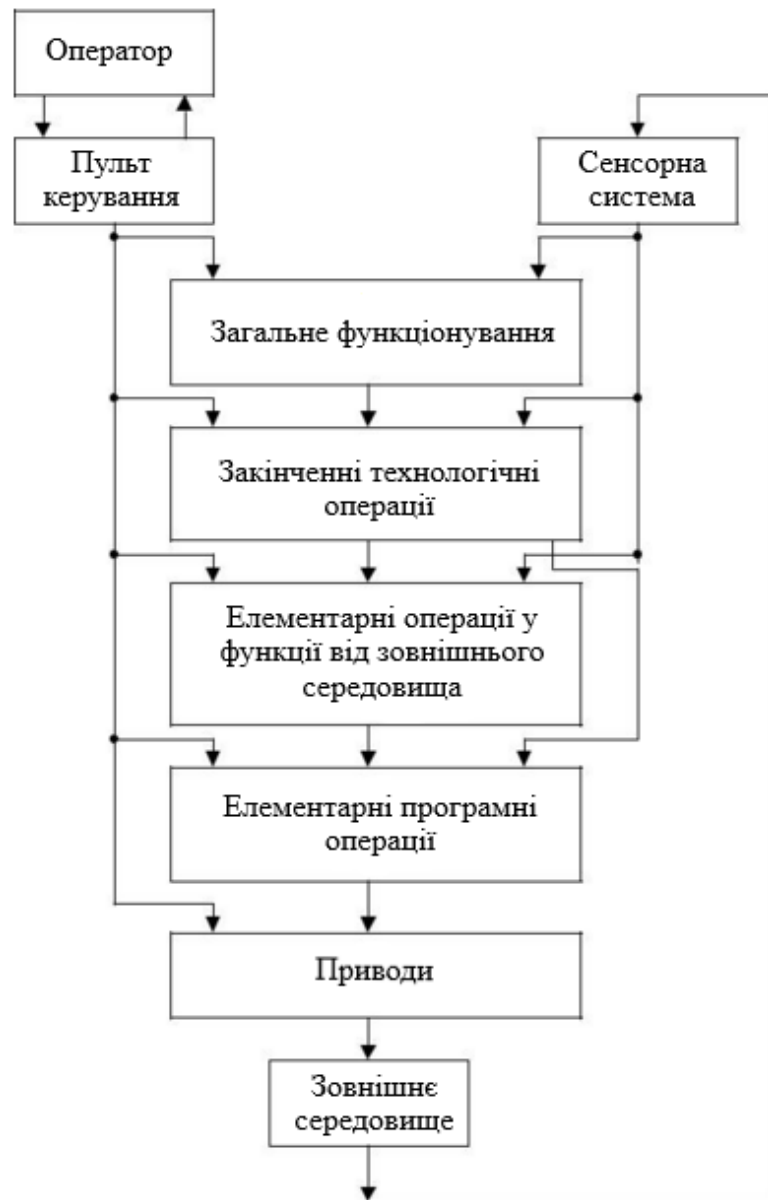 Оператор
Пульт
керування
Сенсорна
система
Загальне функціонування
Закінченні технологічні
операції
Елементарні операції у
функції від зовнішнього
середовища
Елементарні програмні
операції
Приводи
Зовнішнє
середовище